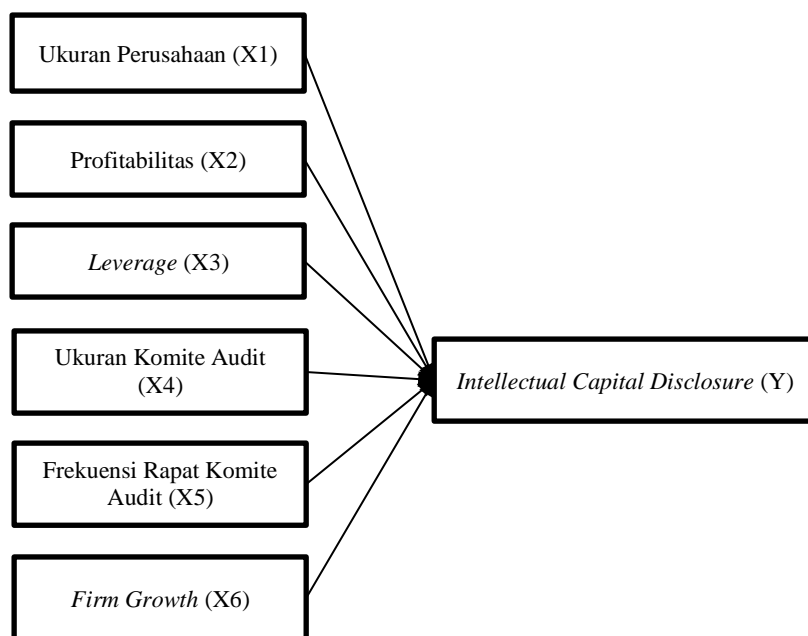 Ukuran Perusahaan (X1)
Profitabilitas (X2)
Leverage (X3)
Ukuran Komite Audit
(X4)
Intellectual Capital Disclosure (Y)
Frekuensi Rapat Komite
Audit (X5)
Firm Growth (X6)